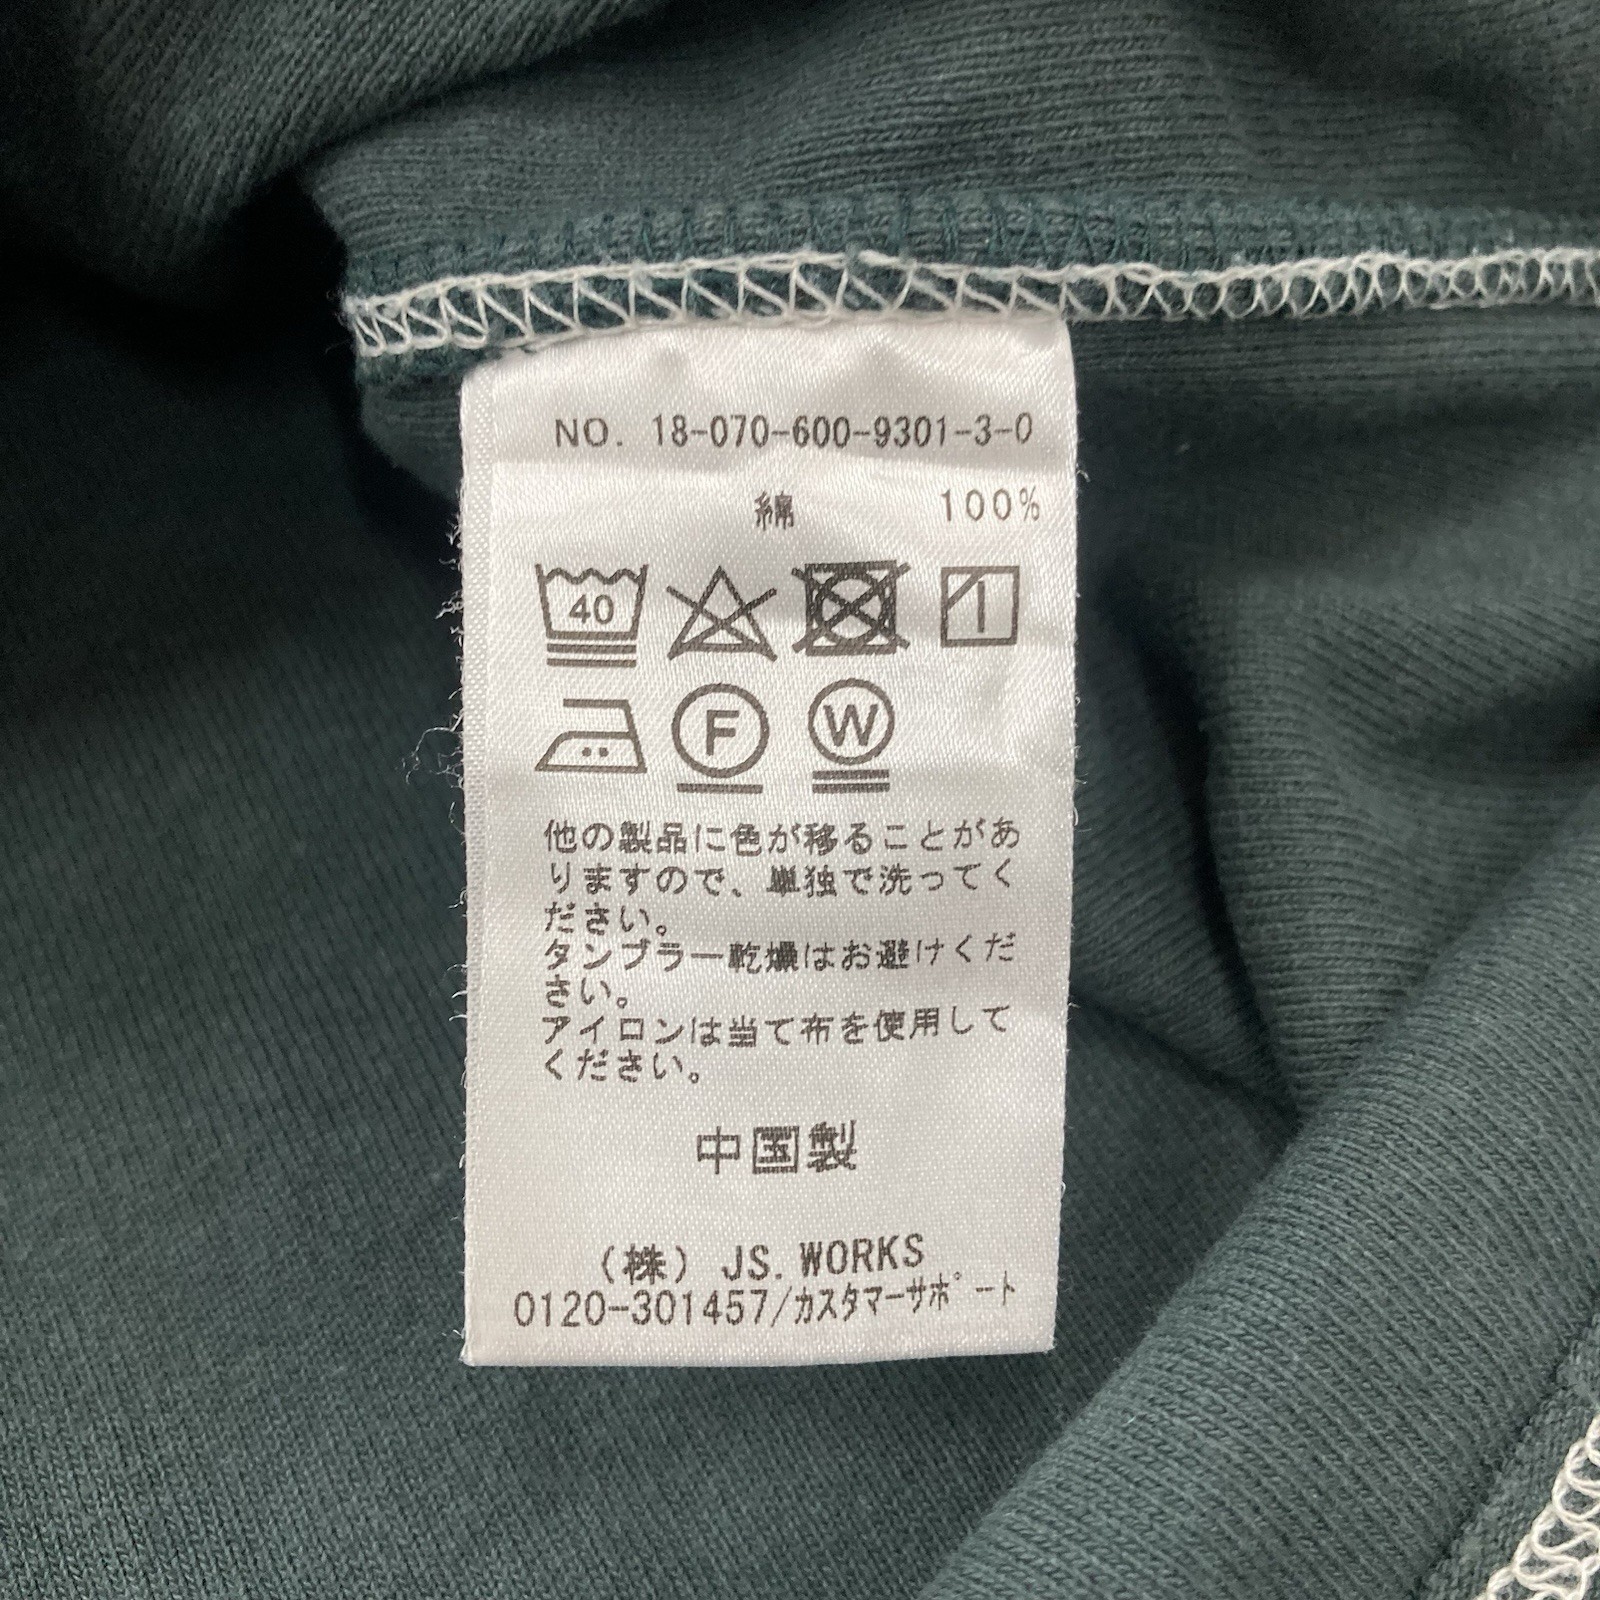 NO. 18-070-600-9301-3-0
綿 100%
40
F W
他の製品に色が移ることがあ
りますので、単独で洗ってく
ださい。
タンブラー乾燥はお避けくだ
さい。
アイロンは当て布を使用して
ください。
中国製
(株) JS. WORKS
0120-301457/カスタマーサポート